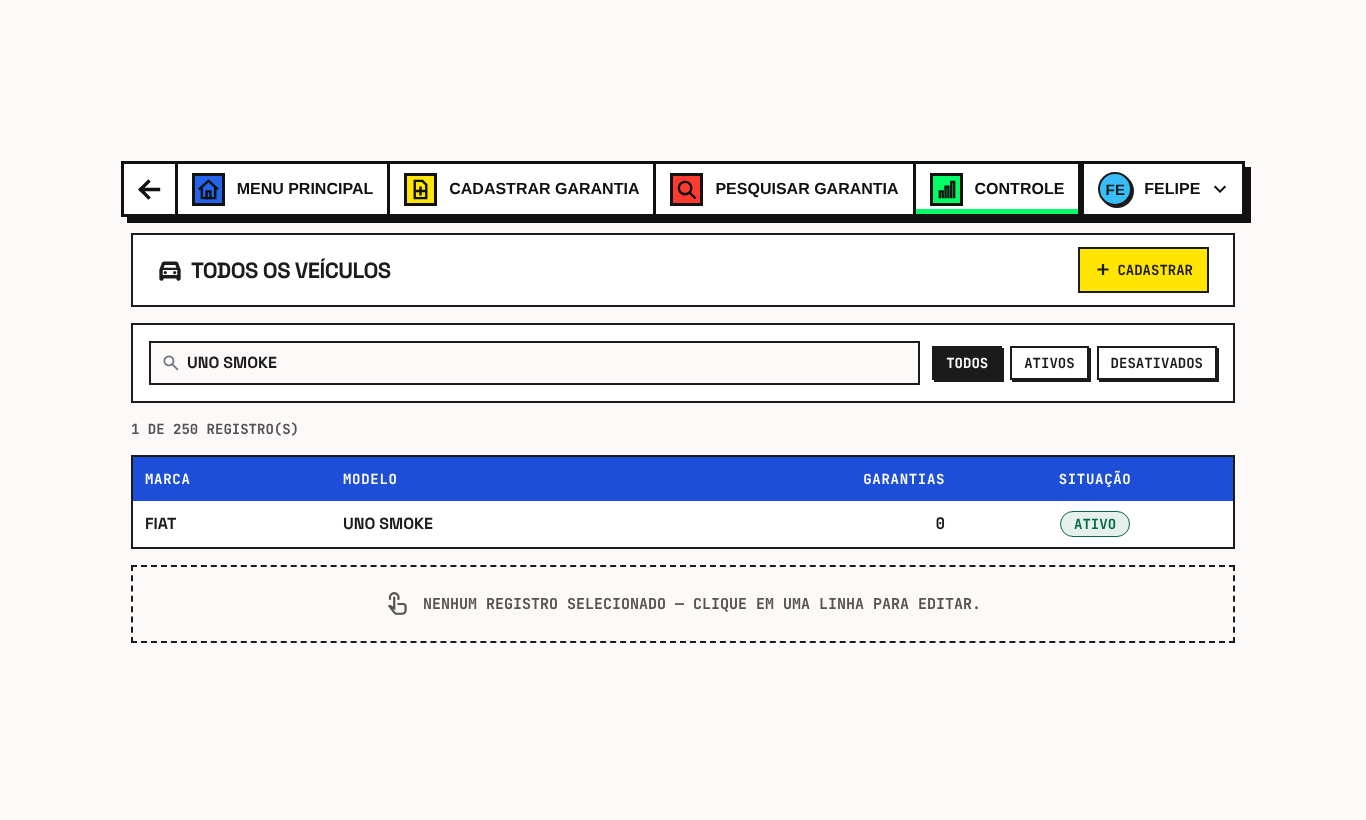 MENU PRINCIPAL CADASTRAR GARANTIA PESQUISAR GARANTIA CONTROLE FE FELIPE
TODOS OS VEÍCULOS + CADASTRAR
UNO SMOKE TODOS ATIVOS DESATIVADOS
1 DE 250 REGISTRO(S)
MARCA MODELO GARANTIAS SITUAÇÃO
FIAT UNO SMOKE 0 ATIVO
NENHUM REGISTRO SELECIONADO — CLIQUE EM UMA LINHA PARA EDITAR.